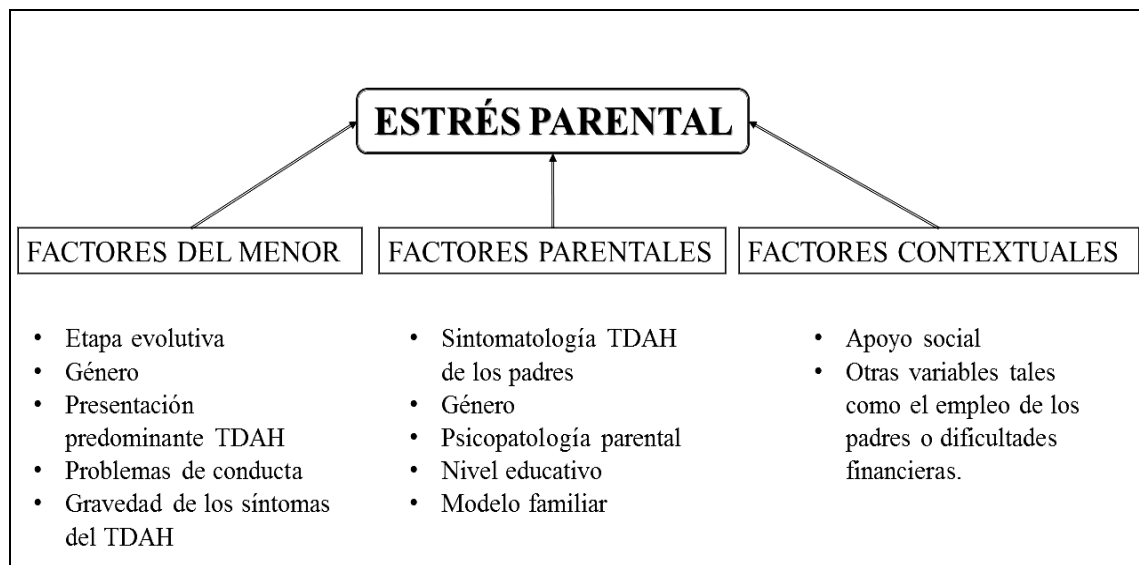 ESTRÉS PARENTAL
FACTORES DEL MENOR
• Etapa evolutiva
• Género
• Presentación
predominante TDAH
• Problemas de conducta
• Gravedad de los síntomas
del TDAH
FACTORES PARENTALES
• Sintomatología TDAH
de los padres
• Género
• Psicopatología parental
• Nivel educativo
• Modelo familiar
FACTORES CONTEXTUALES
• Apoyo social
• Otras variables tales
como el empleo de los
padres o dificultades
financieras.